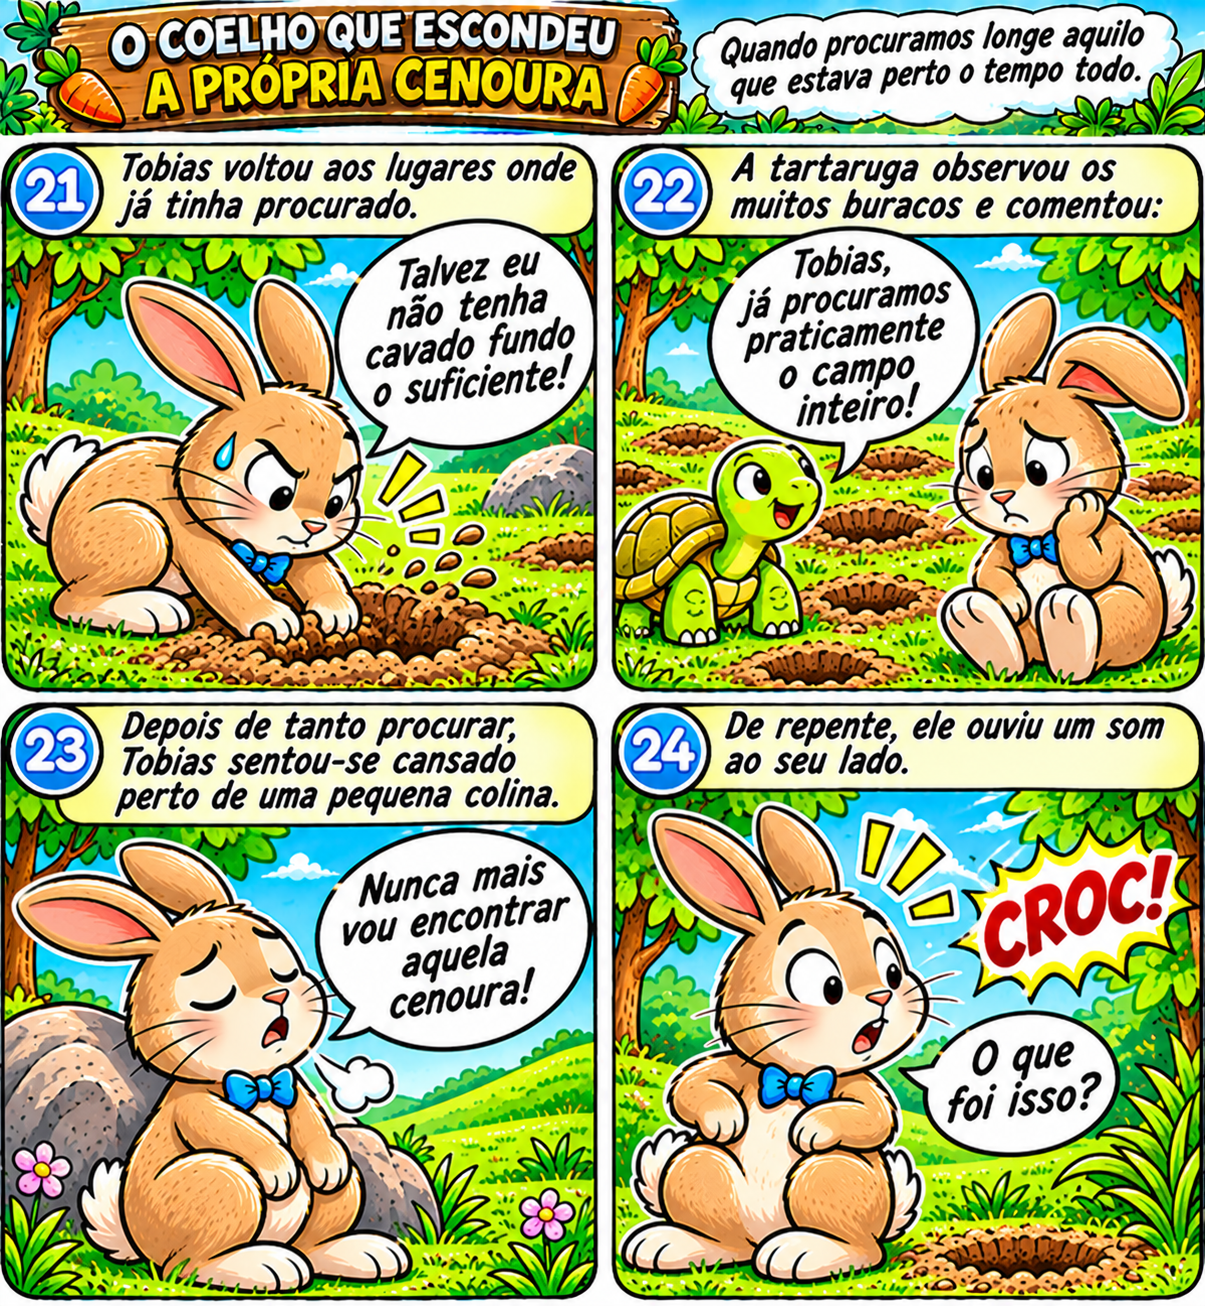 O COELHO QUE ESCONDEU
A PRÓPRIA CENOURA
Quando procuramos longe aquilo
que estava perto o tempo todo.
21
Tobias voltou aos lugares onde
já tinha procurado.
Talvez eu
não tenha
cavado fundo
o suficiente!
22
A tartaruga observou os
muitos buracos e comentou:
Tobias,
já procuramos
praticamente
o campo
inteiro!
23
Depois de tanto procurar,
Tobias sentou-se cansado
perto de uma pequena colina.
Nunca mais
vou encontrar
aquela
cenoura!
24
De repente, ele ouviu um som
ao seu lado.
CROC!
O que
foi isso?